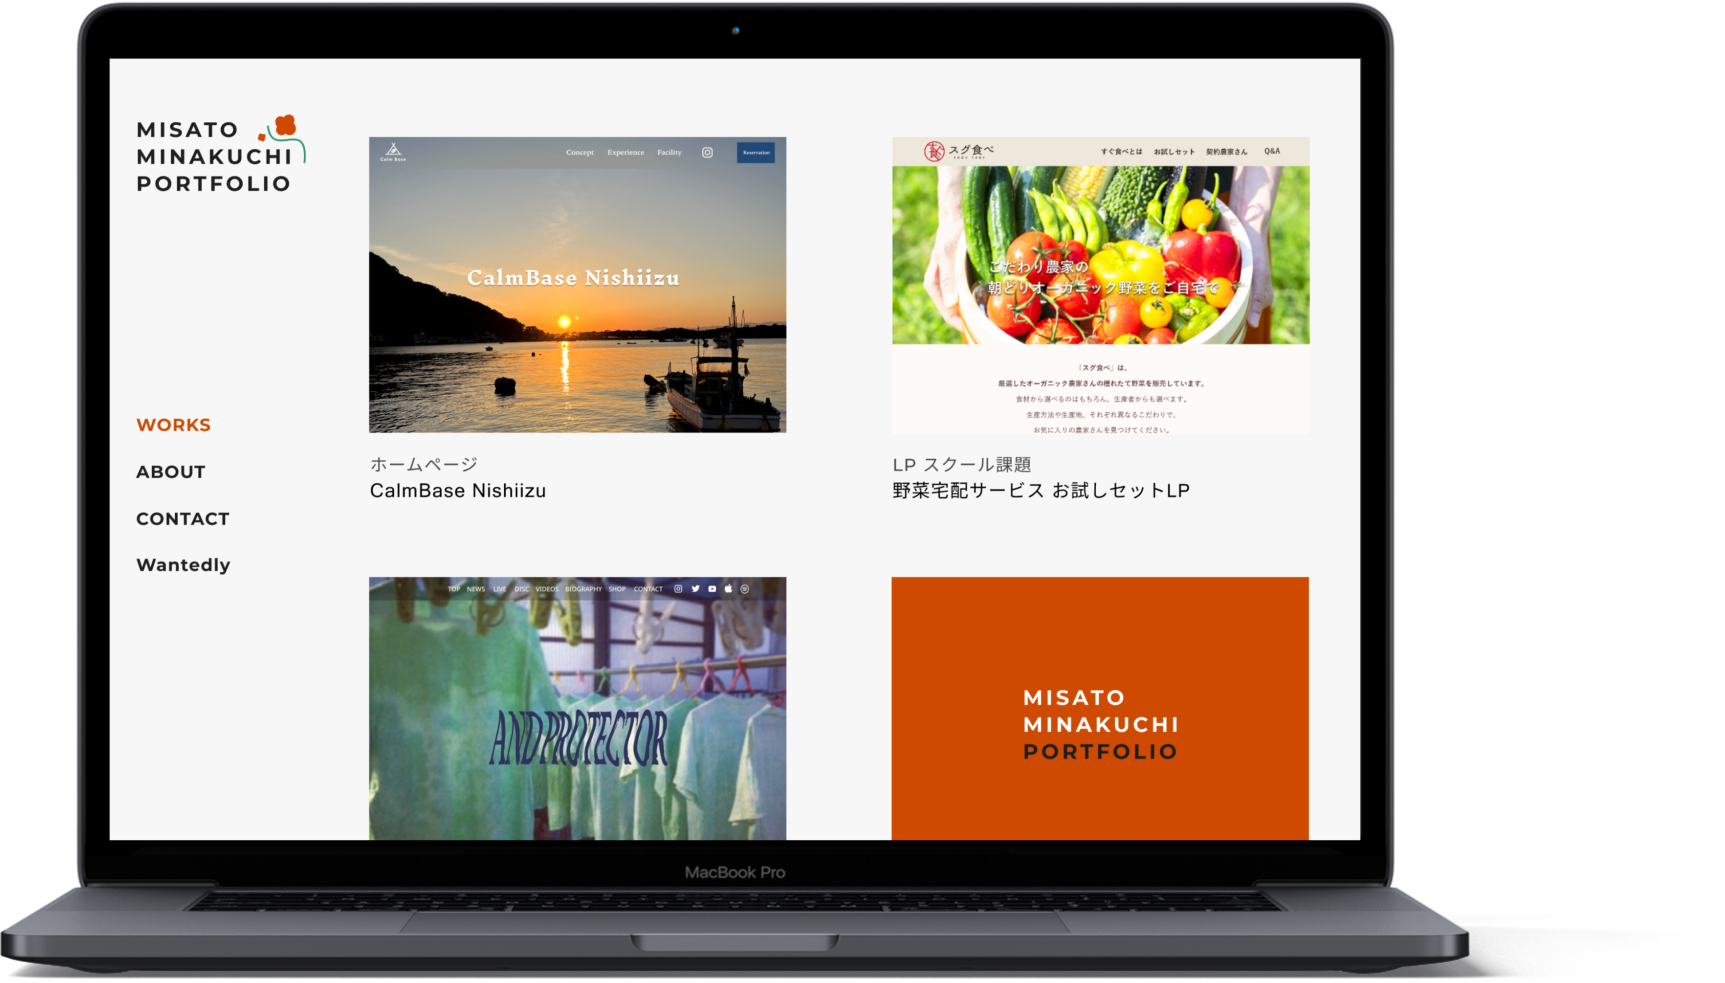 MISATO
MINAKUCHI
PORTFOLIO
WORKS
ABOUT
CONTACT
Wantedly
Calm Base
Concept Experience Facility Reservation
CalmBase Nishiizu
ホームページ
CalmBase Nishiizu
スグ食べ
SUGU TABE
すぐ食べとは お試しセット 契約農家さん Q&A
こだわり農家の
朝どりオーガニック野菜をご自宅で
「スグ食べ」は、
厳選したオーガニック農家さんの穫れたて野菜を販売しています。
食材から選べるのはもちろん、生産者からも選べます。
生産方法や生産地、それぞれ異なるこだわりで、
お気に入りの農家さんを見つけてください。
LP スクール課題
野菜宅配サービス お試しセットLP
TOP NEWS LIVE DISC VIDEOS BIOGRAPHY SHOP CONTACT
AND PROTECTOR
MISATO
MINAKUCHI
PORTFOLIO
MacBook Pro